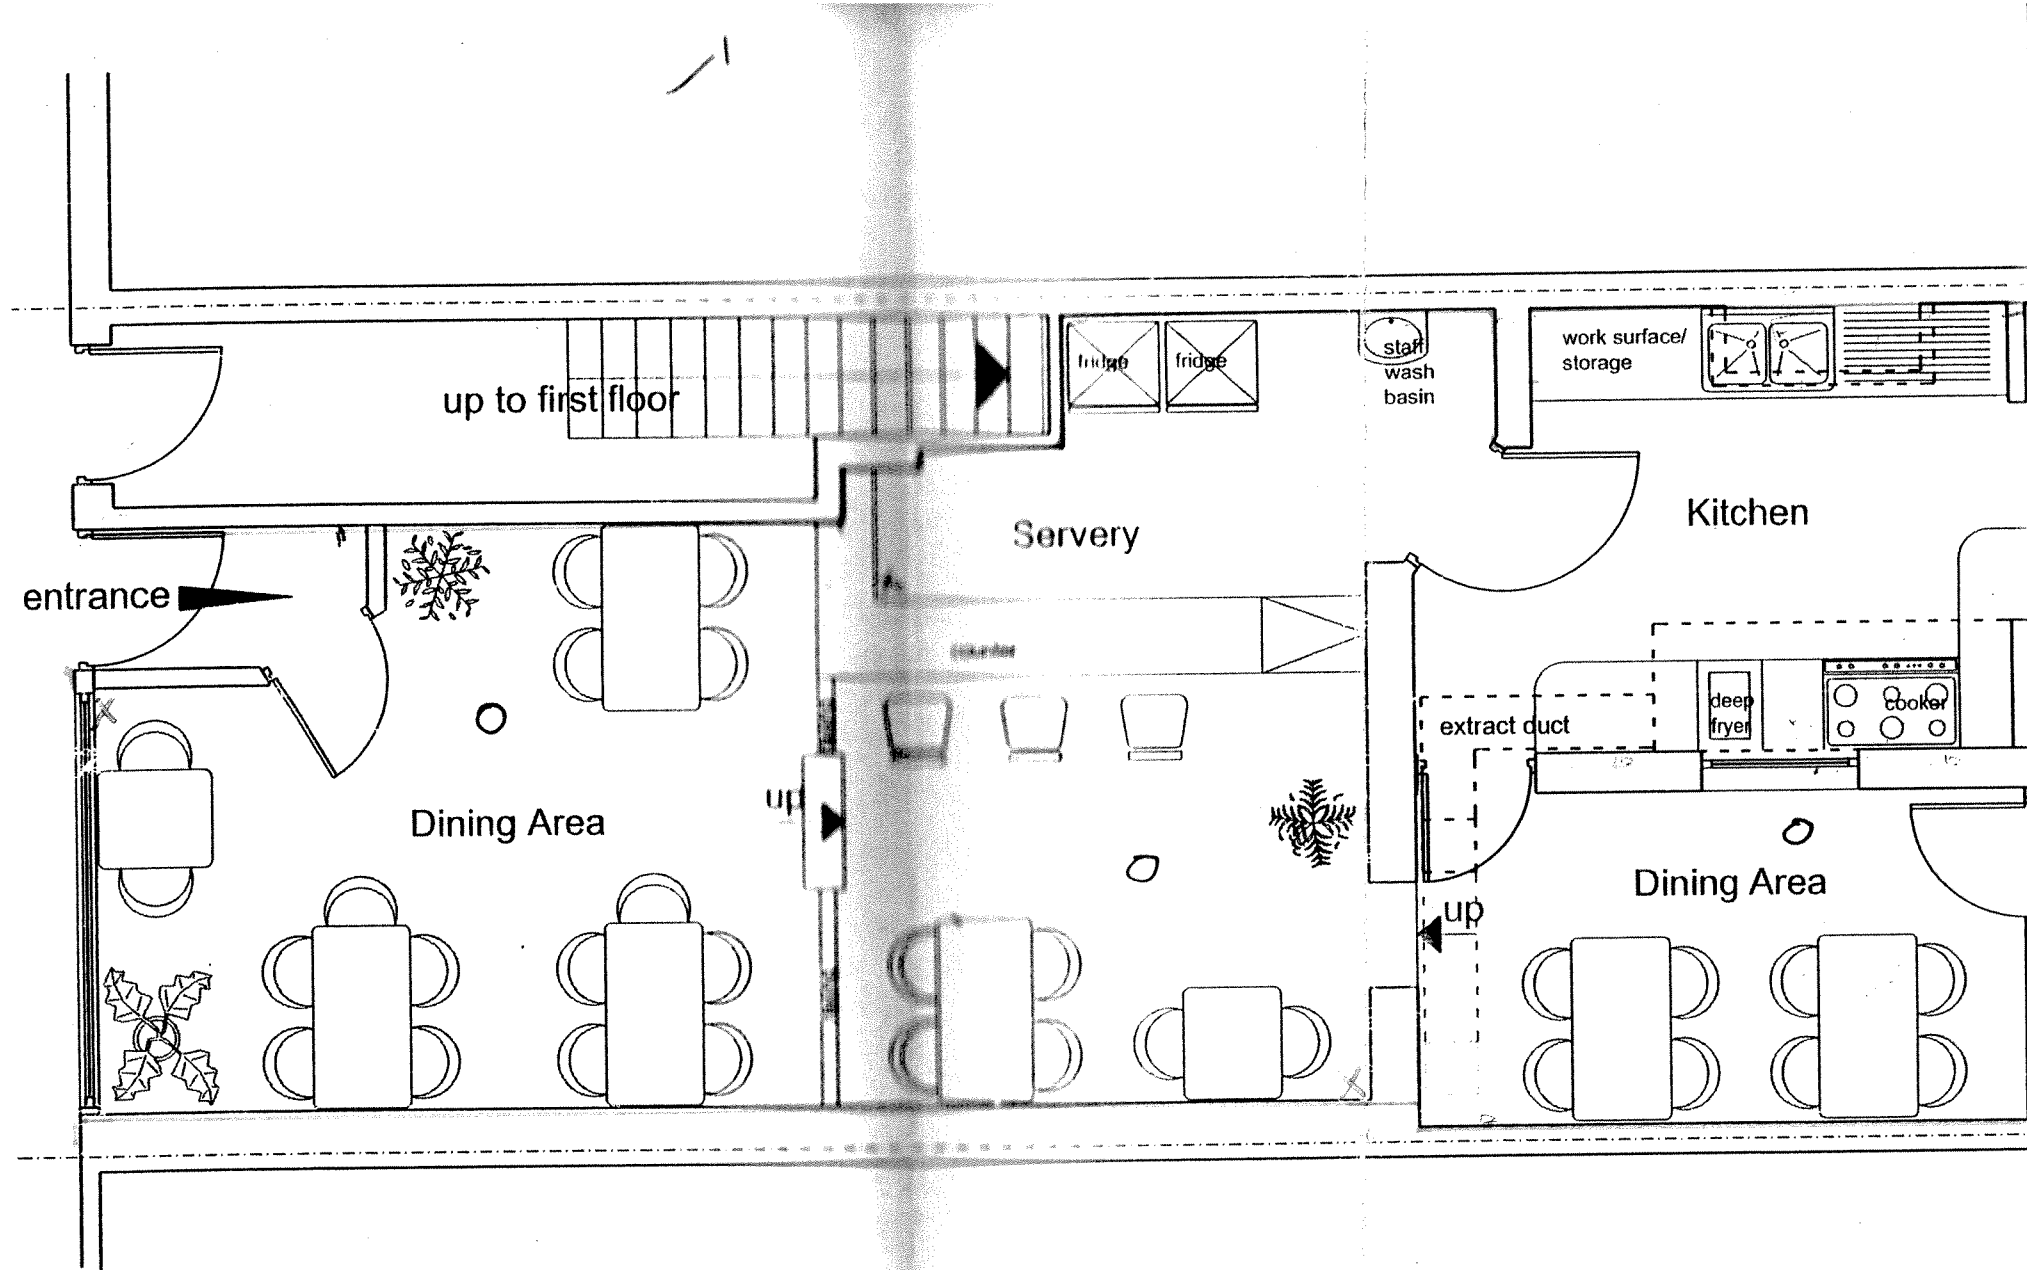 up to first floor
fridge
fridge
staff
wash
basin
work surface/
storage
Kitchen
Servery
entrance
counter
deep
fryer
cooker
extract duct
up
Dining Area
Dining Area
up